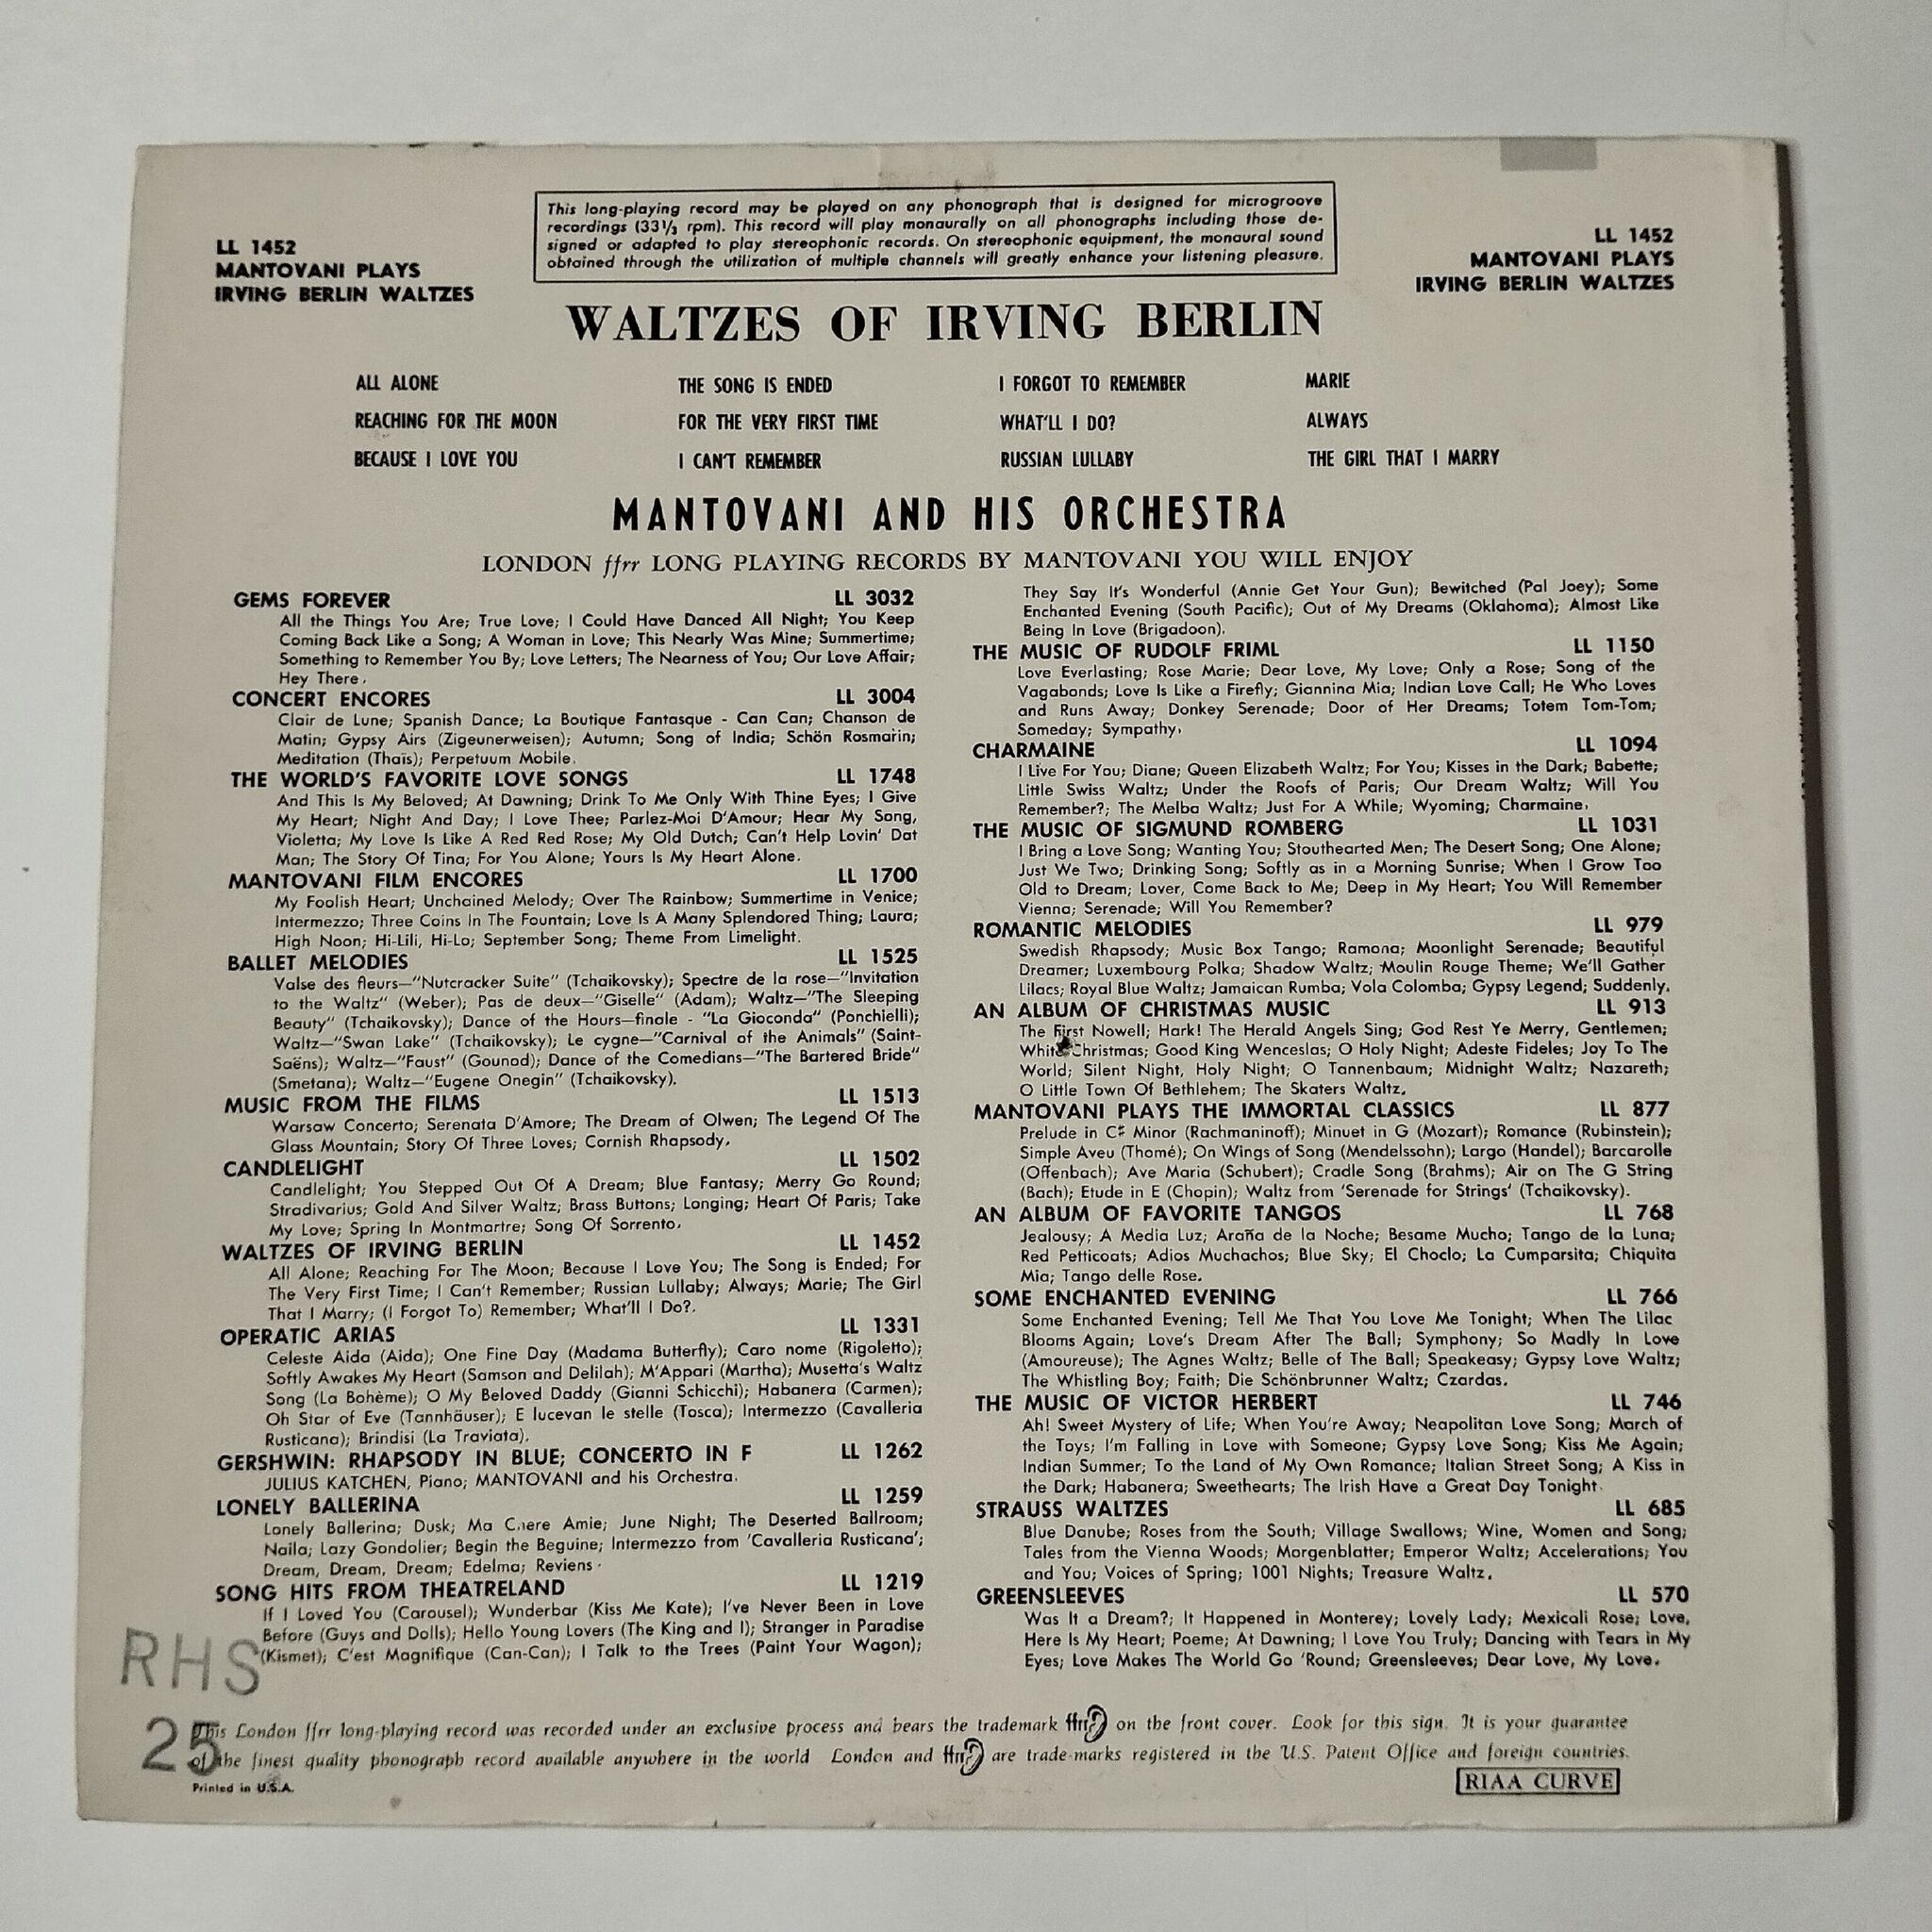 This long-playing record may be played on any phonograph that is designed for microgroove
recordings (33⅓ rpm). This record will play monaurally on all phonographs including those de-
signed or adapted to play stereophonic records. On stereophonic equipment, the monaural sound
obtained through the utilization of multiple channels will greatly enhance your listening pleasure.
LL 1452
MANTOVANI PLAYS
IRVING BERLIN WALTZES
LL 1452
MANTOVANI PLAYS
IRVING BERLIN WALTZES
WALTZES OF IRVING BERLIN
ALL ALONE THE SONG IS ENDED I FORGOT TO REMEMBER MARIE
REACHING FOR THE MOON FOR THE VERY FIRST TIME WHAT'LL I DO? ALWAYS
BECAUSE I LOVE YOU I CAN'T REMEMBER RUSSIAN LULLABY THE GIRL THAT I MARRY
MANTOVANI AND HIS ORCHESTRA
LONDON ffrr LONG PLAYING RECORDS BY MANTOVANI YOU WILL ENJOY
GEMS FOREVER LL 3032
All the Things You Are; True Love; I Could Have Danced All Night; You Keep
Coming Back Like a Song; A Woman in Love; This Nearly Was Mine; Summertime;
Something to Remember You By; Love Letters; The Nearness of You; Our Love Affair;
Hey There.
CONCERT ENCORES LL 3004
Clair de Lune; Spanish Dance; La Boutique Fantasque - Can Can; Chanson de
Matin; Gypsy Airs (Zigeunerweisen); Autumn; Song of India; Schön Rosmarin;
Meditation (Thais); Perpetuum Mobile.
THE WORLD'S FAVORITE LOVE SONGS LL 1748
And This Is My Beloved; At Dawning; Drink To Me Only With Thine Eyes; I Give
My Heart; Night And Day; I Love Thee; Parlez-Moi D'Amour; Hear My Song,
Violetta; My Love Is Like A Red Red Rose; My Old Dutch; Can't Help Lovin' Dat
Man; The Story Of Tina; For You Alone; Yours Is My Heart Alone.
MANTOVANI FILM ENCORES LL 1700
My Foolish Heart; Unchained Melody; Over The Rainbow; Summertime in Venice;
Intermezzo; Three Coins In The Fountain; Love Is A Many Splendored Thing; Laura;
High Noon; Hi-Lili, Hi-Lo; September Song; Theme From Limelight.
BALLET MELODIES LL 1525
Valse des fleurs—"Nutcracker Suite" (Tchaikovsky); Spectre de la rose—"Invitation
to the Waltz" (Weber); Pas de deux—"Giselle" (Adam); Waltz—"The Sleeping
Beauty" (Tchaikovsky); Dance of the Hours—finale - "La Gioconda" (Ponchielli);
Waltz—"Swan Lake" (Tchaikovsky); Le cygne—"Carnival of the Animals" (Saint-
Saëns); Waltz—"Faust" (Gounod); Dance of the Comedians—"The Bartered Bride"
(Smetana); Waltz—"Eugene Onegin" (Tchaikovsky).
MUSIC FROM THE FILMS LL 1513
Warsaw Concerto; Serenata D'Amore; The Dream of Olwen; The Legend Of The
Glass Mountain; Story Of Three Loves; Cornish Rhapsody.
CANDLELIGHT LL 1502
Candlelight; You Stepped Out Of A Dream; Blue Fantasy; Merry Go Round;
Stradivarius; Gold And Silver Waltz; Brass Buttons; Longing; Heart Of Paris; Take
My Love; Spring In Montmartre; Song Of Sorrento.
WALTZES OF IRVING BERLIN LL 1452
All Alone; Reaching For The Moon; Because I Love You; The Song is Ended; For
The Very First Time; I Can't Remember; Russian Lullaby; Always; Marie; The Girl
That I Marry; (I Forgot To) Remember; What'll I Do?.
OPERATIC ARIAS LL 1331
Celeste Aida (Aida); One Fine Day (Madama Butterfly); Caro nome (Rigoletto);
Softly Awakes My Heart (Samson and Delilah); M'Appari (Martha); Musetta's Waltz
Song (La Bohème); O My Beloved Daddy (Gianni Schicchi); Habanera (Carmen);
Oh Star of Eve (Tannhäuser); E lucevan le stelle (Tosca); Intermezzo (Cavalleria
Rusticana); Brindisi (La Traviata).
GERSHWIN: RHAPSODY IN BLUE; CONCERTO IN F LL 1262
JULIUS KATCHEN, Piano; MANTOVANI and his Orchestra.
LONELY BALLERINA LL 1259
Lonely Ballerina; Dusk; Ma Chere Amie; June Night; The Deserted Ballroom;
Naila; Lazy Gondolier; Begin the Beguine; Intermezzo from 'Cavalleria Rusticana';
Dream, Dream, Dream; Edelma; Reviens.
SONG HITS FROM THEATRELAND LL 1219
If I Loved You (Carousel); Wunderbar (Kiss Me Kate); I've Never Been in Love
Before (Guys and Dolls); Hello Young Lovers (The King and I); Stranger in Paradise
(Kismet); C'est Magnifique (Can-Can); I Talk to the Trees (Paint Your Wagon);
They Say It's Wonderful (Annie Get Your Gun); Bewitched (Pal Joey); Some
Enchanted Evening (South Pacific); Out of My Dreams (Oklahoma); Almost Like
Being In Love (Brigadoon).
THE MUSIC OF RUDOLF FRIML LL 1150
Love Everlasting; Rose Marie; Dear Love, My Love; Only a Rose; Song of the
Vagabonds; Love Is Like a Firefly; Giannina Mia; Indian Love Call; He Who Loves
and Runs Away; Donkey Serenade; Door of Her Dreams; Totem Tom-Tom;
Someday; Sympathy.
CHARMAINE LL 1094
I Live For You; Diane; Queen Elizabeth Waltz; For You; Kisses in the Dark; Babette;
Little Swiss Waltz; Under the Roofs of Paris; Our Dream Waltz; Will You
Remember?; The Melba Waltz; Just For A While; Wyoming; Charmaine.
THE MUSIC OF SIGMUND ROMBERG LL 1031
I Bring a Love Song; Wanting You; Stouthearted Men; The Desert Song; One Alone;
Just We Two; Drinking Song; Softly as in a Morning Sunrise; When I Grow Too
Old to Dream; Lover, Come Back to Me; Deep in My Heart; You Will Remember
Vienna; Serenade; Will You Remember?
ROMANTIC MELODIES LL 979
Swedish Rhapsody; Music Box Tango; Ramona; Moonlight Serenade; Beautiful
Dreamer; Luxembourg Polka; Shadow Waltz; Moulin Rouge Theme; We'll Gather
Lilacs; Royal Blue Waltz; Jamaican Rumba; Vola Colomba; Gypsy Legend; Suddenly.
AN ALBUM OF CHRISTMAS MUSIC LL 913
The First Nowell; Hark! The Herald Angels Sing; God Rest Ye Merry, Gentlemen;
White Christmas; Good King Wenceslas; O Holy Night; Adeste Fideles; Joy To The
World; Silent Night, Holy Night; O Tannenbaum; Midnight Waltz; Nazareth;
O Little Town Of Bethlehem; The Skaters Waltz.
MANTOVANI PLAYS THE IMMORTAL CLASSICS LL 877
Prelude in C♯ Minor (Rachmaninoff); Minuet in G (Mozart); Romance (Rubinstein);
Simple Aveu (Thomé); On Wings of Song (Mendelssohn); Largo (Handel); Barcarolle
(Offenbach); Ave Maria (Schubert); Cradle Song (Brahms); Air on The G String
(Bach); Etude in E (Chopin); Waltz from 'Serenade for Strings' (Tchaikovsky).
AN ALBUM OF FAVORITE TANGOS LL 768
Jealousy; A Media Luz; Araña de la Noche; Besame Mucho; Tango de la Luna;
Red Petticoats; Adios Muchachos; Blue Sky; El Choclo; La Cumparsita; Chiquita
Mia; Tango delle Rose.
SOME ENCHANTED EVENING LL 766
Some Enchanted Evening; Tell Me That You Love Me Tonight; When The Lilac
Blooms Again; Love's Dream After The Ball; Symphony; So Madly In Love
(Amoureuse); The Agnes Waltz; Belle of The Ball; Speakeasy; Gypsy Love Waltz;
The Whistling Boy; Faith; Die Schönbrunner Waltz; Czardas.
THE MUSIC OF VICTOR HERBERT LL 746
Ah! Sweet Mystery of Life; When You're Away; Neapolitan Love Song; March of
the Toys; I'm Falling in Love with Someone; Gypsy Love Song; Kiss Me Again;
Indian Summer; To the Land of My Own Romance; Italian Street Song; A Kiss in
the Dark; Habanera; Sweethearts; The Irish Have a Great Day Tonight.
STRAUSS WALTZES LL 685
Blue Danube; Roses from the South; Village Swallows; Wine, Women and Song;
Tales from the Vienna Woods; Morgenblatter; Emperor Waltz; Accelerations; You
and You; Voices of Spring; 1001 Nights; Treasure Waltz.
GREENSLEEVES LL 570
Was It a Dream?; It Happened in Monterey; Lovely Lady; Mexicali Rose; Love,
Here Is My Heart; Poeme; At Dawning; I Love You Truly; Dancing with Tears in My
Eyes; Love Makes The World Go 'Round; Greensleeves; Dear Love, My Love.
RHS
25
This London ffrr long-playing record was recorded under an exclusive process and bears the trademark ffrr on the front cover. Look for this sign. It is your guarantee
of the finest quality phonograph record available anywhere in the world London and ffrr are trade-marks registered in the U.S. Patent Office and foreign countries.
Printed in U.S.A.
RIAA CURVE